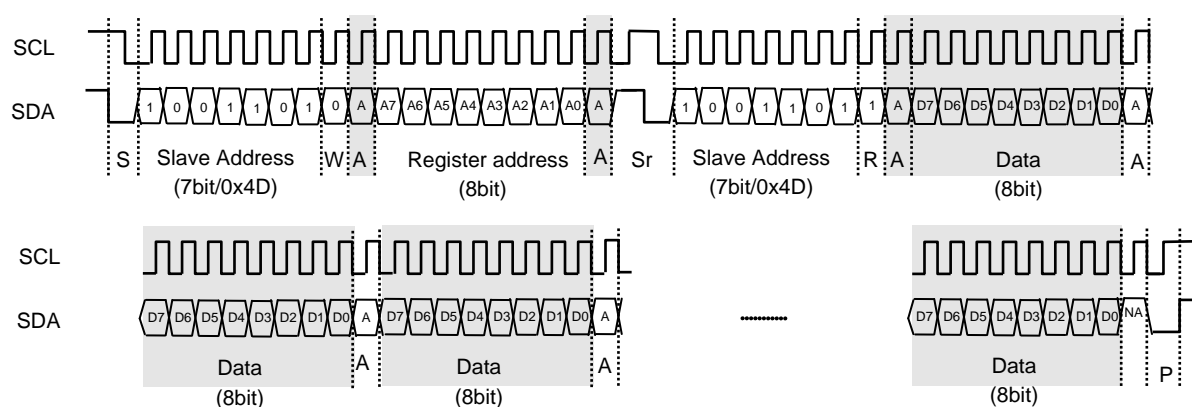 SCL
SDA 1 0 0 1 1 0 1 0 A A7 A6 A5 A4 A3 A2 A1 A0 A 1 0 0 1 1 0 1 1 A D7 D6 D5 D4 D3 D2 D1 D0 A
S Slave Address W A Register address A Sr Slave Address R A Data A
(7bit/0x4D) (8bit) (7bit/0x4D) (8bit)
SCL
SDA D7 D6 D5 D4 D3 D2 D1 D0 A D7 D6 D5 D4 D3 D2 D1 D0 A ........... D7 D6 D5 D4 D3 D2 D1 D0 NA
Data A Data A Data P
(8bit) (8bit) (8bit)